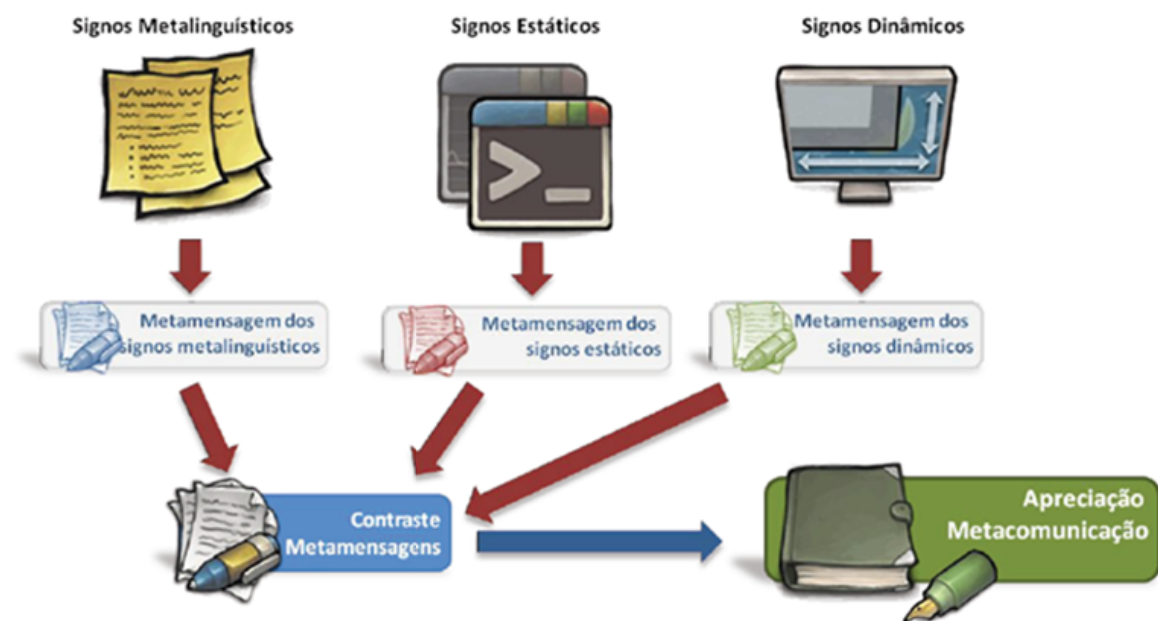 Signos Metalinguísticos
Signos Estáticos
Signos Dinâmicos
Metamensagem dos
signos metalinguísticos
Metamensagem dos
signos estáticos
Metamensagem dos
signos dinâmicos
Contraste
Metamensagens
Apreciação
Metacomunicação